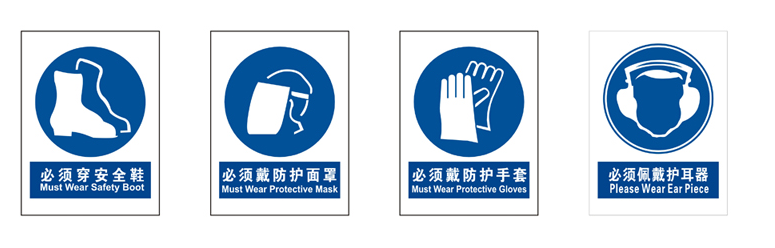 必须穿安全鞋
Must Wear Safety Boot
必须戴防护面罩
Must Wear Protective Mask
必须戴防护手套
Must Wear Protective Gloves
必须佩戴护耳器
Please Wear Ear Piece